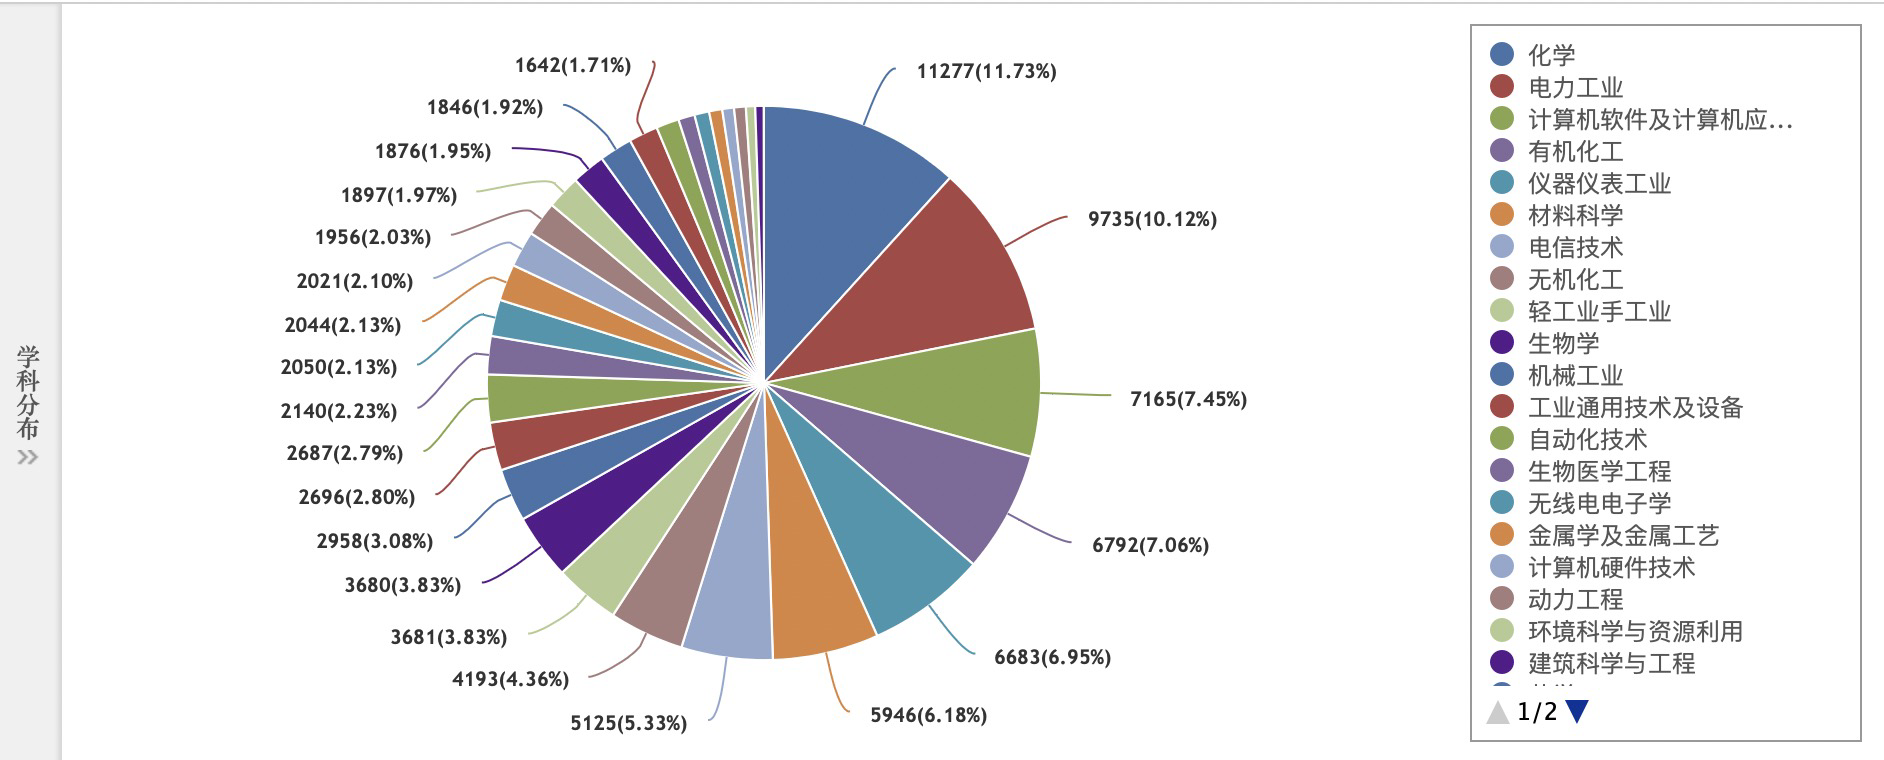 学科分布
11277(11.73%)
9735(10.12%)
7165(7.45%)
6792(7.06%)
6683(6.95%)
5946(6.18%)
5125(5.33%)
4193(4.36%)
3681(3.83%)
3680(3.83%)
2958(3.08%)
2696(2.80%)
2687(2.79%)
2140(2.23%)
2050(2.13%)
2044(2.13%)
2021(2.10%)
1956(2.03%)
1897(1.97%)
1876(1.95%)
1846(1.92%)
1642(1.71%)
化学
电力工业
计算机软件及计算机应...
有机化工
仪器仪表工业
材料科学
电信技术
无机化工
轻工业手工业
生物学
机械工业
工业通用技术及设备
自动化技术
生物医学工程
无线电电子学
金属学及金属工艺
计算机硬件技术
动力工程
环境科学与资源利用
建筑科学与工程
1/2